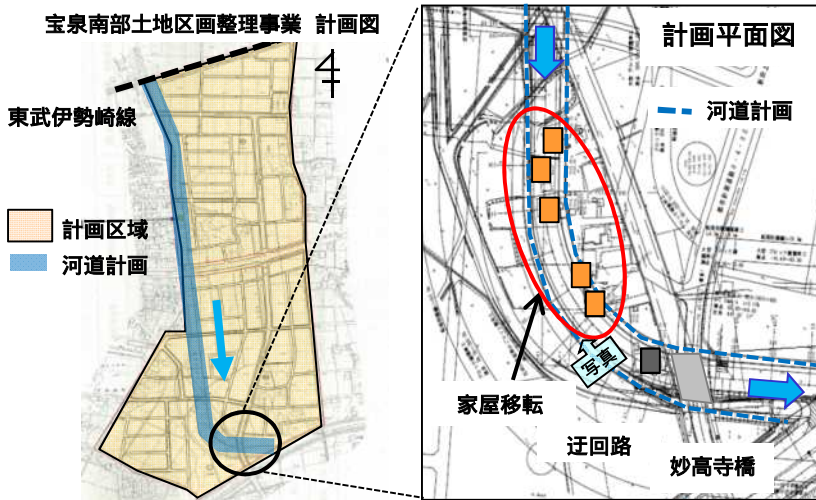 宝泉南部土地区画整理事業 計画図
東武伊勢崎線
計画区域
河道計画
計画平面図
河道計画
写真
家屋移転
迂回路
妙高寺橋